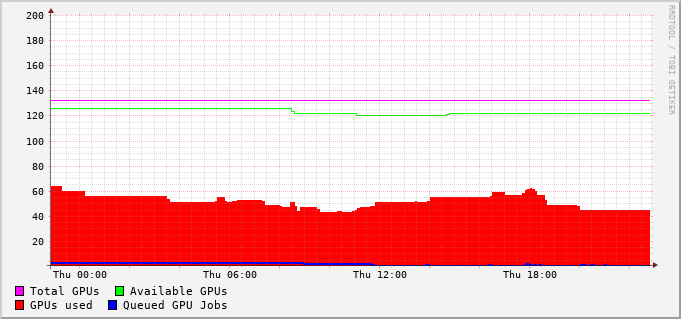 200
180
160
140
120
100
80
60
40
20
Thu 00:00 Thu 06:00 Thu 12:00 Thu 18:00
Total GPUs Available GPUs
GPUs used Queued GPU Jobs
RRDTOOL / TOBI OETIKER